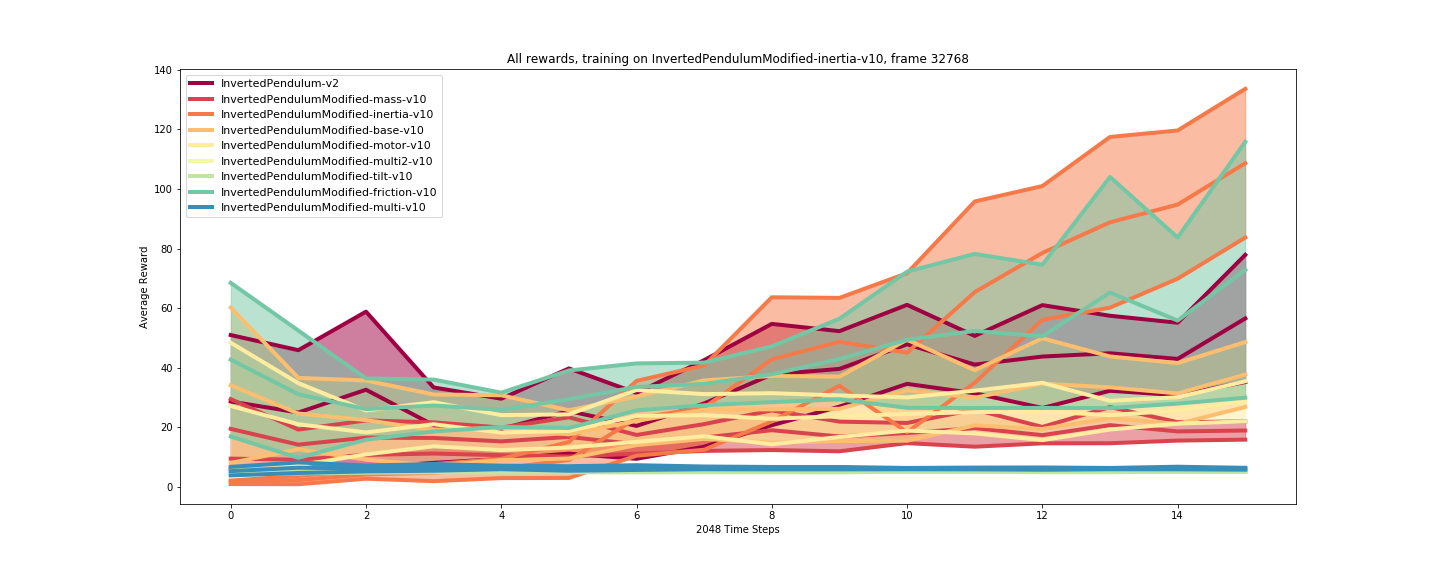 All rewards, training on InvertedPendulumModified-inertia-v10, frame 32768
140
120
100
80
60
40
20
0
Average Reward
InvertedPendulum-v2
InvertedPendulumModified-mass-v10
InvertedPendulumModified-inertia-v10
InvertedPendulumModified-base-v10
InvertedPendulumModified-motor-v10
InvertedPendulumModified-multi2-v10
InvertedPendulumModified-tilt-v10
InvertedPendulumModified-friction-v10
InvertedPendulumModified-multi-v10
0 2 4 6 8 10 12 14
2048 Time Steps